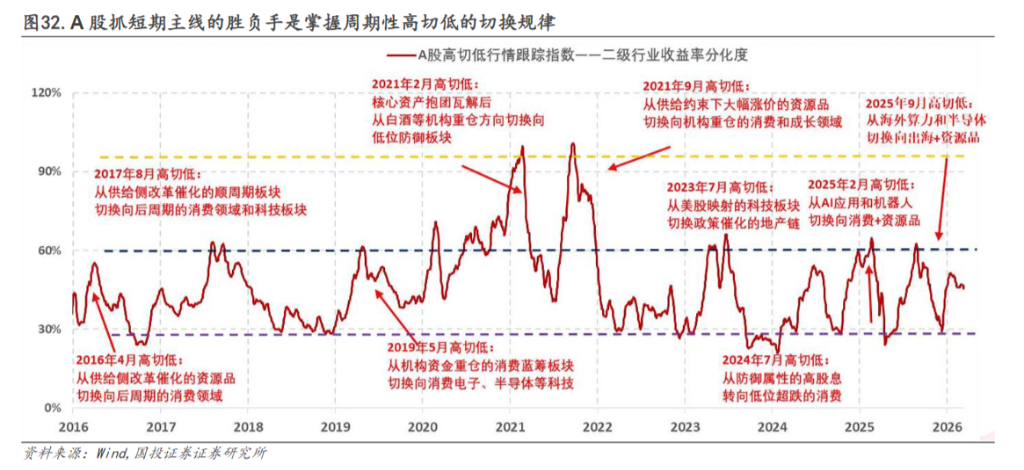 图32. A 股抓短期主线的胜负手是掌握周期性高切低的切换规律
A股高切低行情跟踪指数——二级行业收益率分化度
120%
90%
60%
30%
0%
2016年4月高切低：
从供给侧改革催化的资源品
切换向后周期的消费领域
2017年8月高切低：
从供给侧改革催化的顺周期板块
切换向后周期的消费领域和科技板块
2019年5月高切低：
从机构资金重仓的消费蓝筹板块
切换向消费电子、半导体等科技
2021年2月高切低：
核心资产抱团瓦解后
从白酒等机构重仓方向切换向
低位防御板块
2021年9月高切低：
从供给约束下大幅涨价的资源品
切换向机构重仓的消费和成长领域
2023年7月高切低：
从美股映射的科技板块
切换政策催化的地产链
2024年7月高切低：
从防御属性的高股息
转向低位超跌的消费
2025年2月高切低：
从AI应用和机器人
切换向消费+资源品
2025年9月高切低：
从海外算力和半导体
切换向出海+资源品
2016 2017 2018 2019 2020 2021 2022 2023 2024 2025 2026
资料来源：Wind,国投证券证券研究所